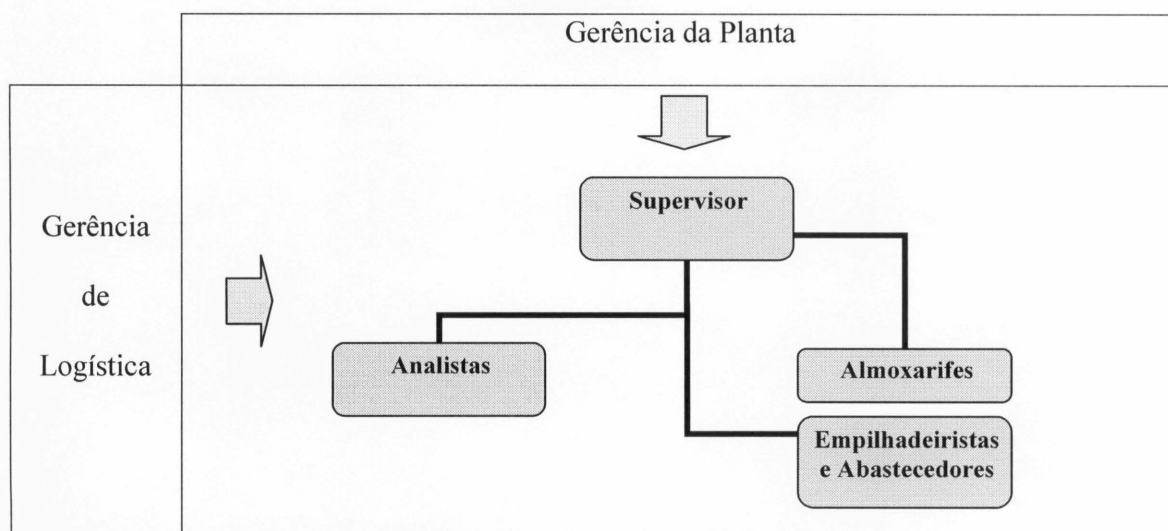 Gerência da Planta
Supervisor
Gerência
de
Logística
Analistas
Almoxarifes
Empilhadeiristas
e Abastecedores